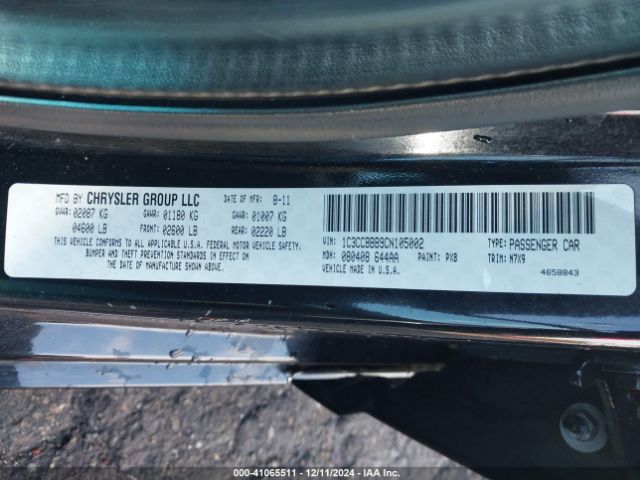 MFD BY CHRYSLER GROUP LLC DATE OF MFR: 8-11
GVWR: 02087 KG GAWR: 01180 KG GAWR: 01007 KG
04600 LB FRONT: 02600 LB REAR: 02220 LB
THIS VEHICLE CONFORMS TO ALL APPLICABLE U.S.A. FEDERAL MOTOR VEHICLE SAFETY,
BUMPER AND THEFT PREVENTION STANDARDS IN EFFECT ON
THE DATE OF MANUFACTURE SHOWN ABOVE.
VIN: 1C3CCBBB9CN105002 TYPE: PASSENGER CAR
MDH: 080408 644AA PAINT: PX8 TRIM: N7X9
VEHICLE MADE IN U.S.A. 4658843
000-41065511 - 12/11/2024 - IAA Inc.